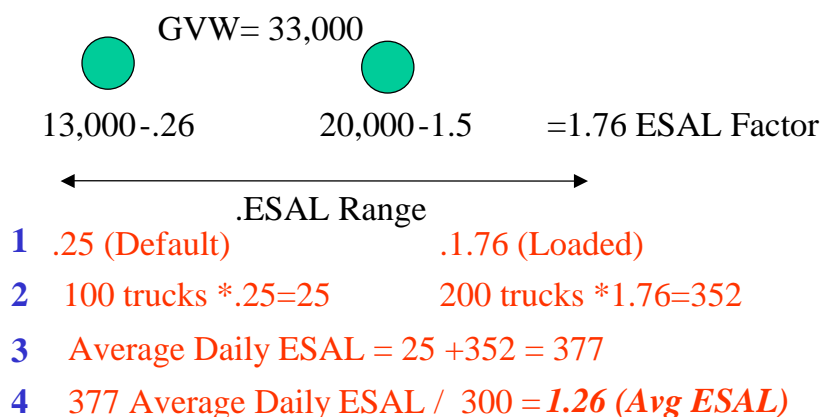 GVW= 33,000
13,000-.26 20,000-1.5 =1.76 ESAL Factor
.ESAL Range
1 .25 (Default) .1.76 (Loaded)
2 100 trucks *.25=25 200 trucks *1.76=352
3 Average Daily ESAL = 25 +352 = 377
4 377 Average Daily ESAL / 300 = 1.26 (Avg ESAL)